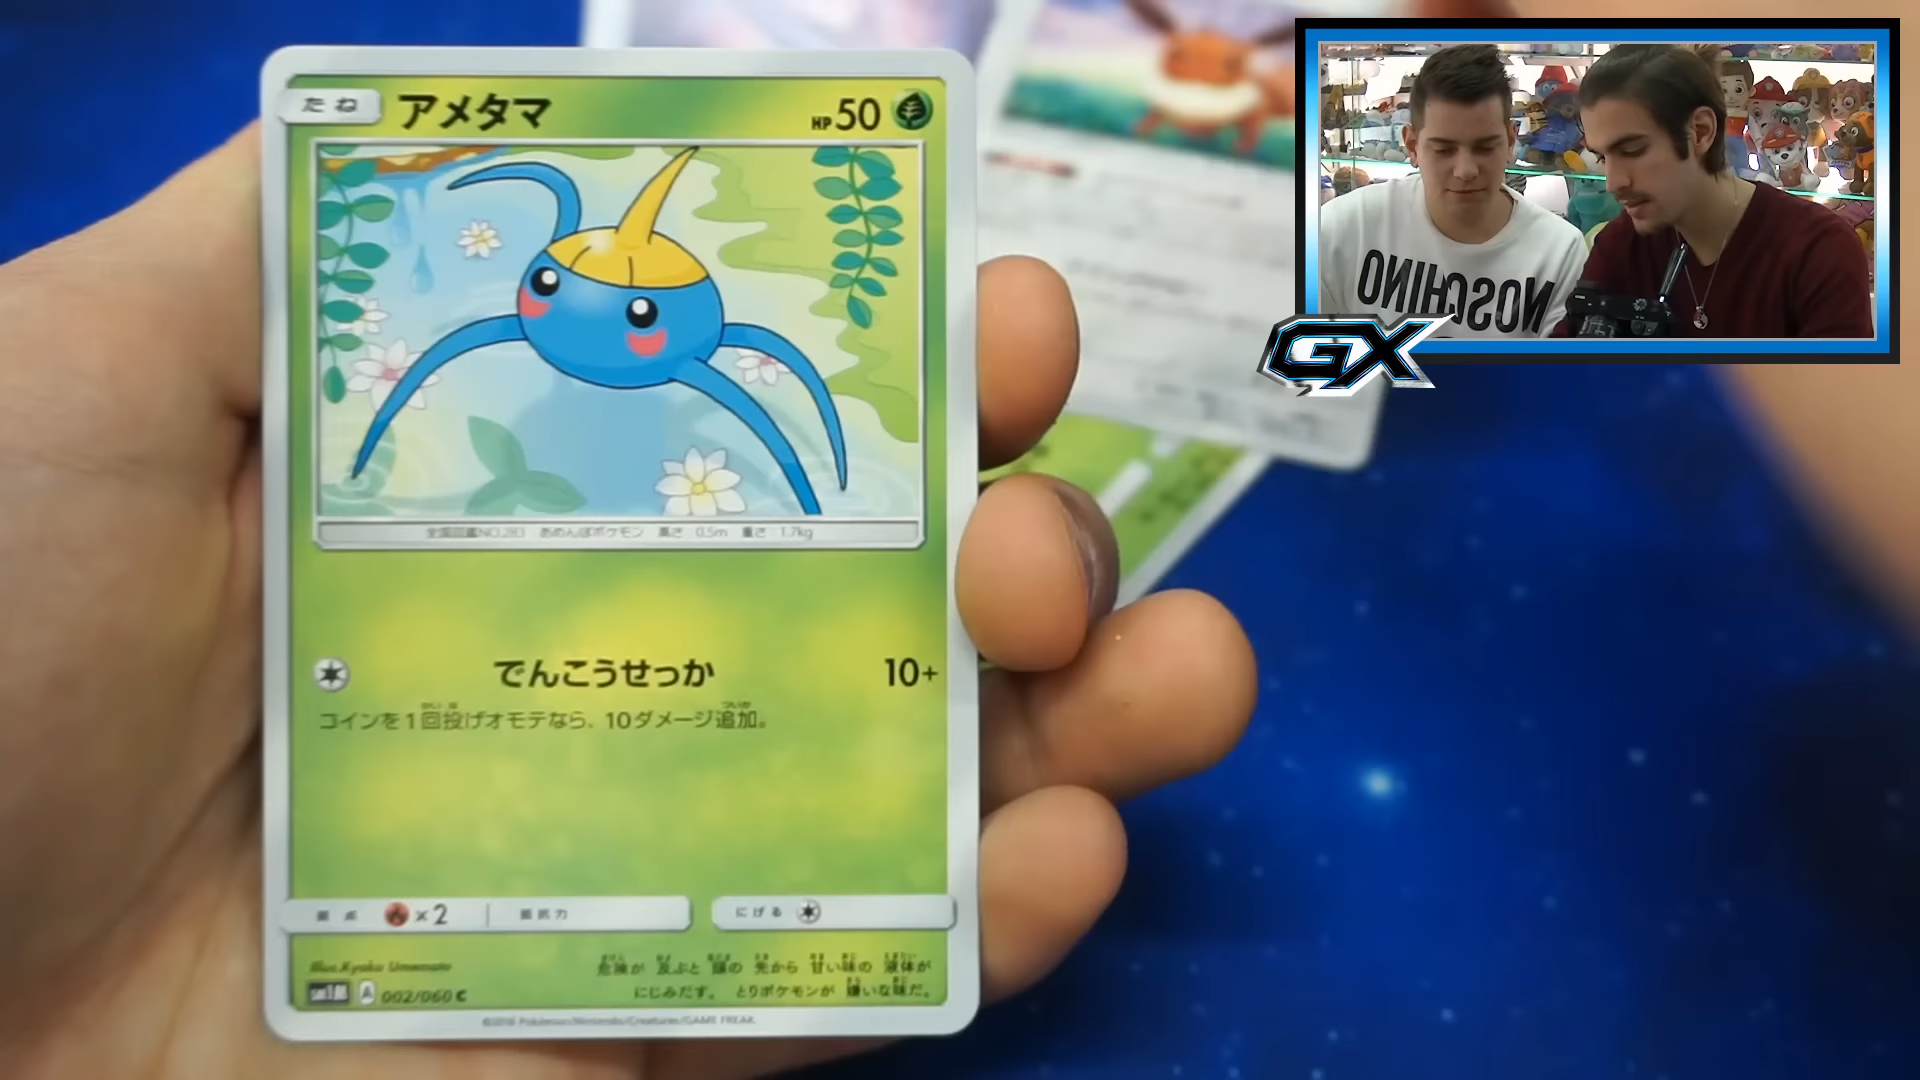 たね アメタマ HP 50
全国図鑑NO.283 あめんぼポケモン 高さ 0.5m 重さ 1.7kg
でんこうせっか 10+
コインを1回投げオモテなら、10ダメージ追加。
弱点 ×2 抵抗力 にげる
Illus.Kyoko Umemoto
危険が 及ぶと 頭の 先から 甘い味の 液体が
にじみだす。 とりポケモンが 嫌いな味だ。
A 002/060 C
©2016 Pokémon/Nintendo/Creatures/GAME FREAK.
NOSCHINO
GX